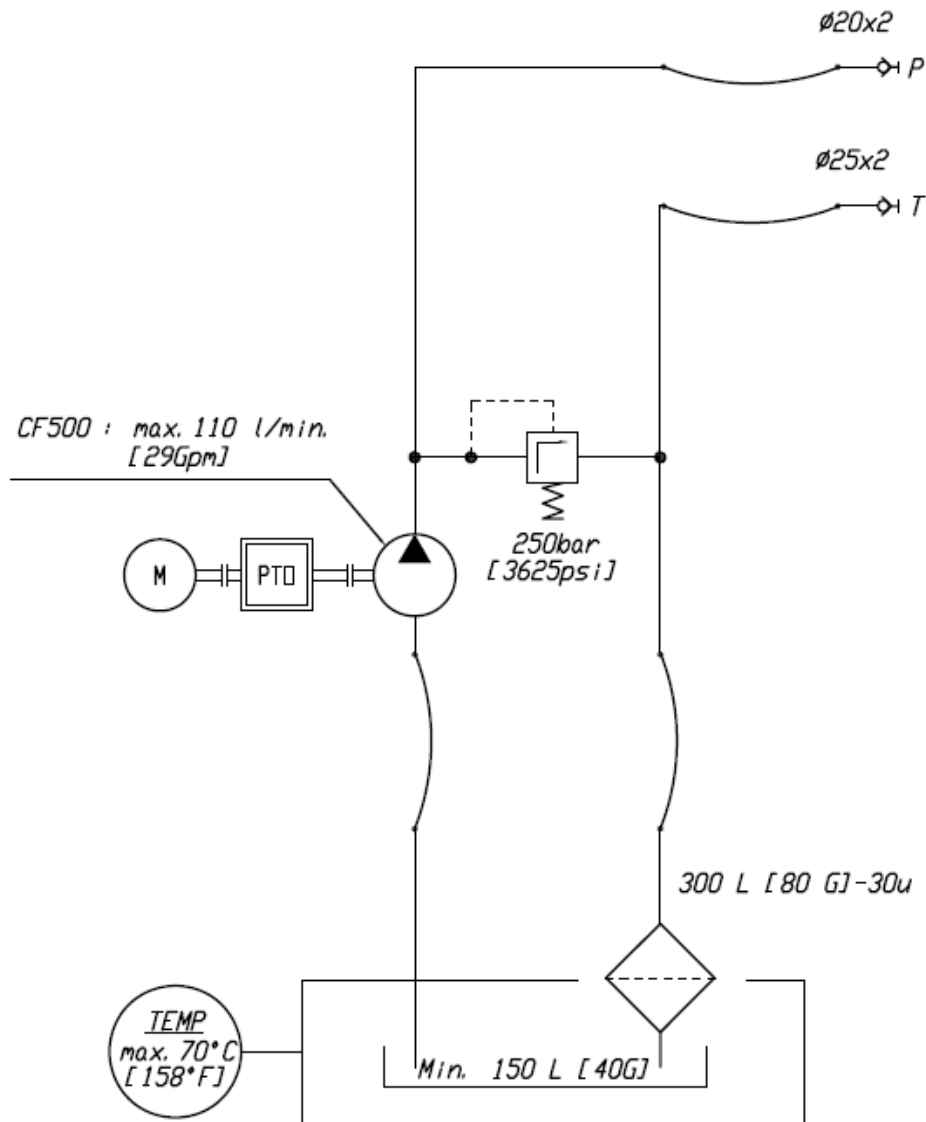 ø20x2
P
ø25x2
T
CF500 : max. 110 l/min.
[29Gpm]
250bar
[3625psi]
M
PTO
300 L [80 G]-30u
TEMP
max. 70°C
[158°F]
Min. 150 L [40G]